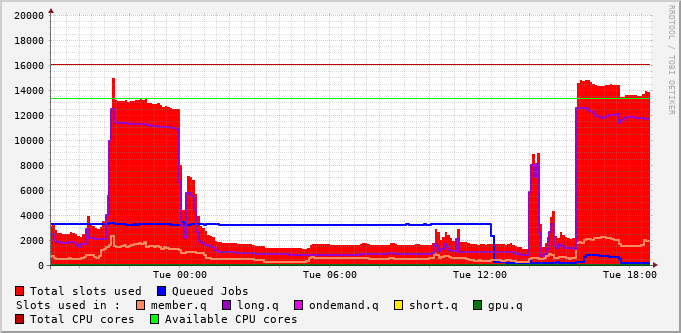 20000
18000
16000
14000
12000
10000
8000
6000
4000
2000
0
Tue 00:00 Tue 06:00 Tue 12:00 Tue 18:00
RRDTOOL / TOBI OETIKER
Total slots used Queued Jobs
Slots used in : member.q long.q ondemand.q short.q gpu.q
Total CPU cores Available CPU cores